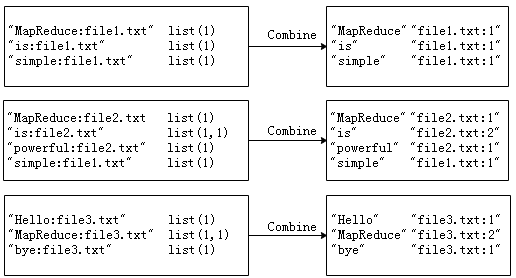 "MapReduce:file1.txt" list(1)
"is:file1.txt" list(1)
"simple:file1.txt" list(1)
Combine
"MapReduce" "file1.txt:1"
"is" "file1.txt:1"
"simple" "file1.txt:1"
"MapReduce:file2.txt list(1)
"is:file2.txt" list(1,1)
"powerful:file2.txt" list(1)
"simple:file1.txt" list(1)
Combine
"MapReduce" "file2.txt:1"
"is" "file2.txt:2"
"powerful "file2.txt:1"
"simple" "file1.txt:1"
"Hello:file3.txt" list(1)
"MapReduce:file3.txt" list(1,1)
"bye:file3.txt" list(1)
Combine
"Hello" "file3.txt:1"
"MapReduce" "file3.txt:2"
"bye" "file3.txt:1"